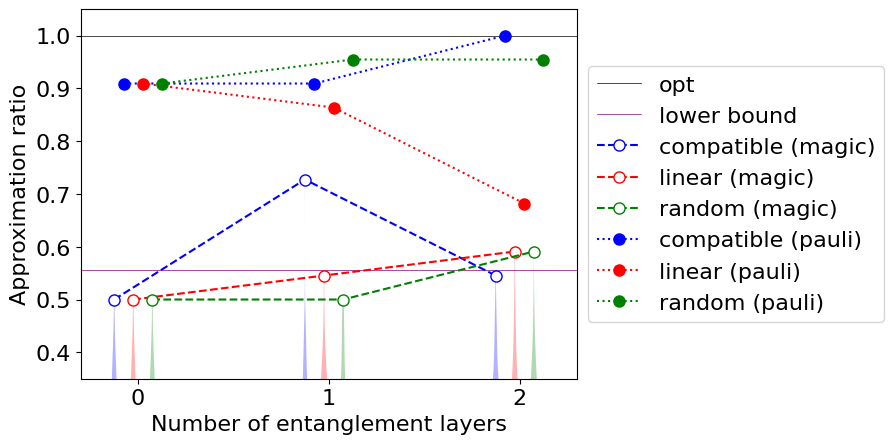 1.0
0.9
0.8
0.7
0.6
0.5
0.4
Approximation ratio
0 1 2
Number of entanglement layers
opt
lower bound
compatible (magic)
linear (magic)
random (magic)
compatible (pauli)
linear (pauli)
random (pauli)